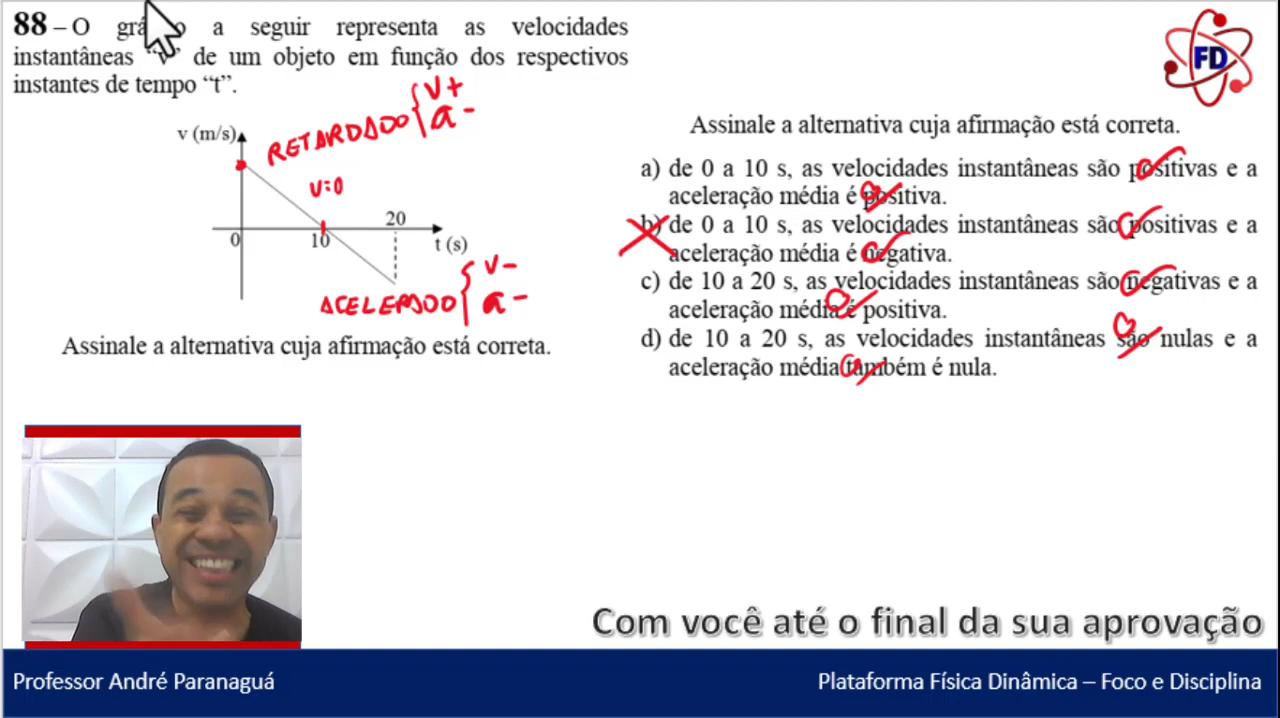 88 – O gráfico a seguir representa as velocidades
instantâneas “v” de um objeto em função dos respectivos
instantes de tempo “t”.
v (m/s)
RETARDADO { V+
a -
V=0
20
0
10
t (s)
ACELERADO { V-
a -
Assinale a alternativa cuja afirmação está correta.
FD
Assinale a alternativa cuja afirmação está correta.
a) de 0 a 10 s, as velocidades instantâneas são positivas e a
aceleração média é positiva.
b) de 0 a 10 s, as velocidades instantâneas são positivas e a
aceleração média é negativa.
c) de 10 a 20 s, as velocidades instantâneas são negativas e a
aceleração média é positiva.
d) de 10 a 20 s, as velocidades instantâneas são nulas e a
aceleração média também é nula.
Com você até o final da sua aprovação
Professor André Paranaguá
Plataforma Física Dinâmica – Foco e Disciplina